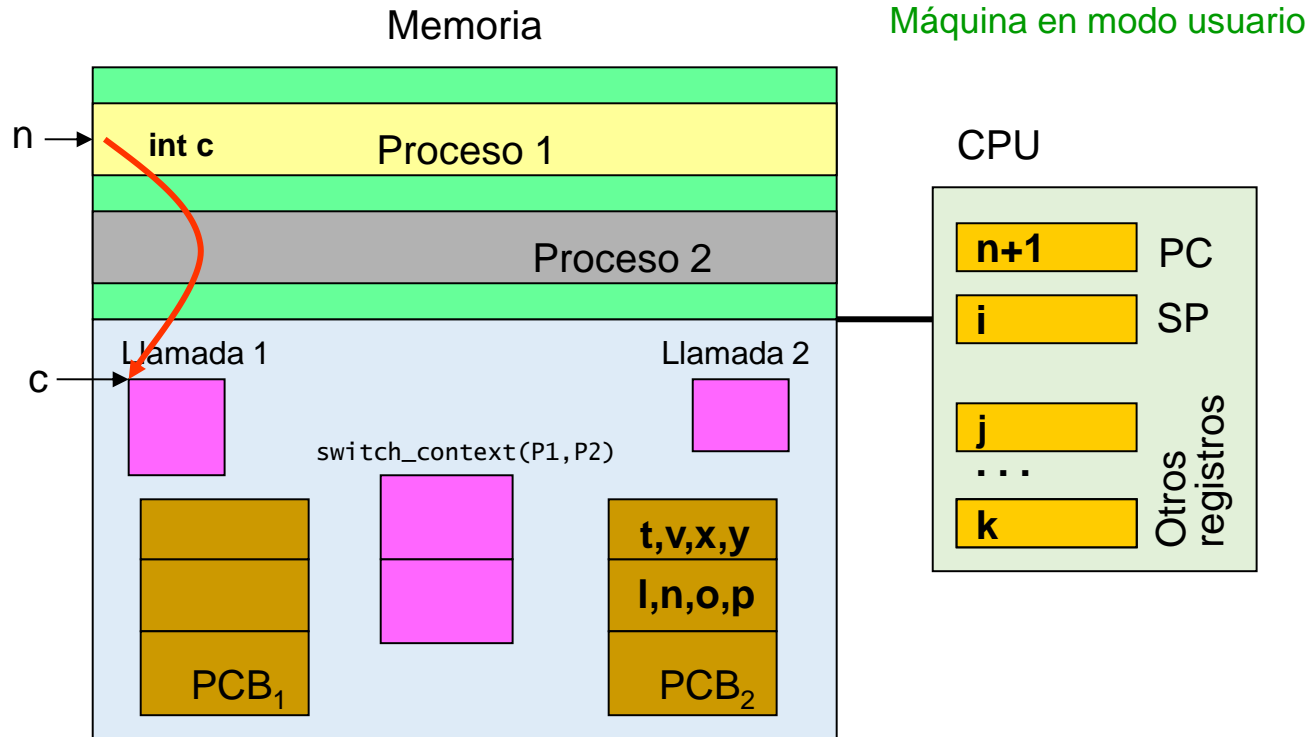 Memoria
Máquina en modo usuario
n
int c
Proceso 1
CPU
Proceso 2
n+1
PC
i
SP
Llamada 1
Llamada 2
c
j
. . .
k
Otros
registros
switch_context(P1,P2)
t,v,x,y
l,n,o,p
PCB1
PCB2